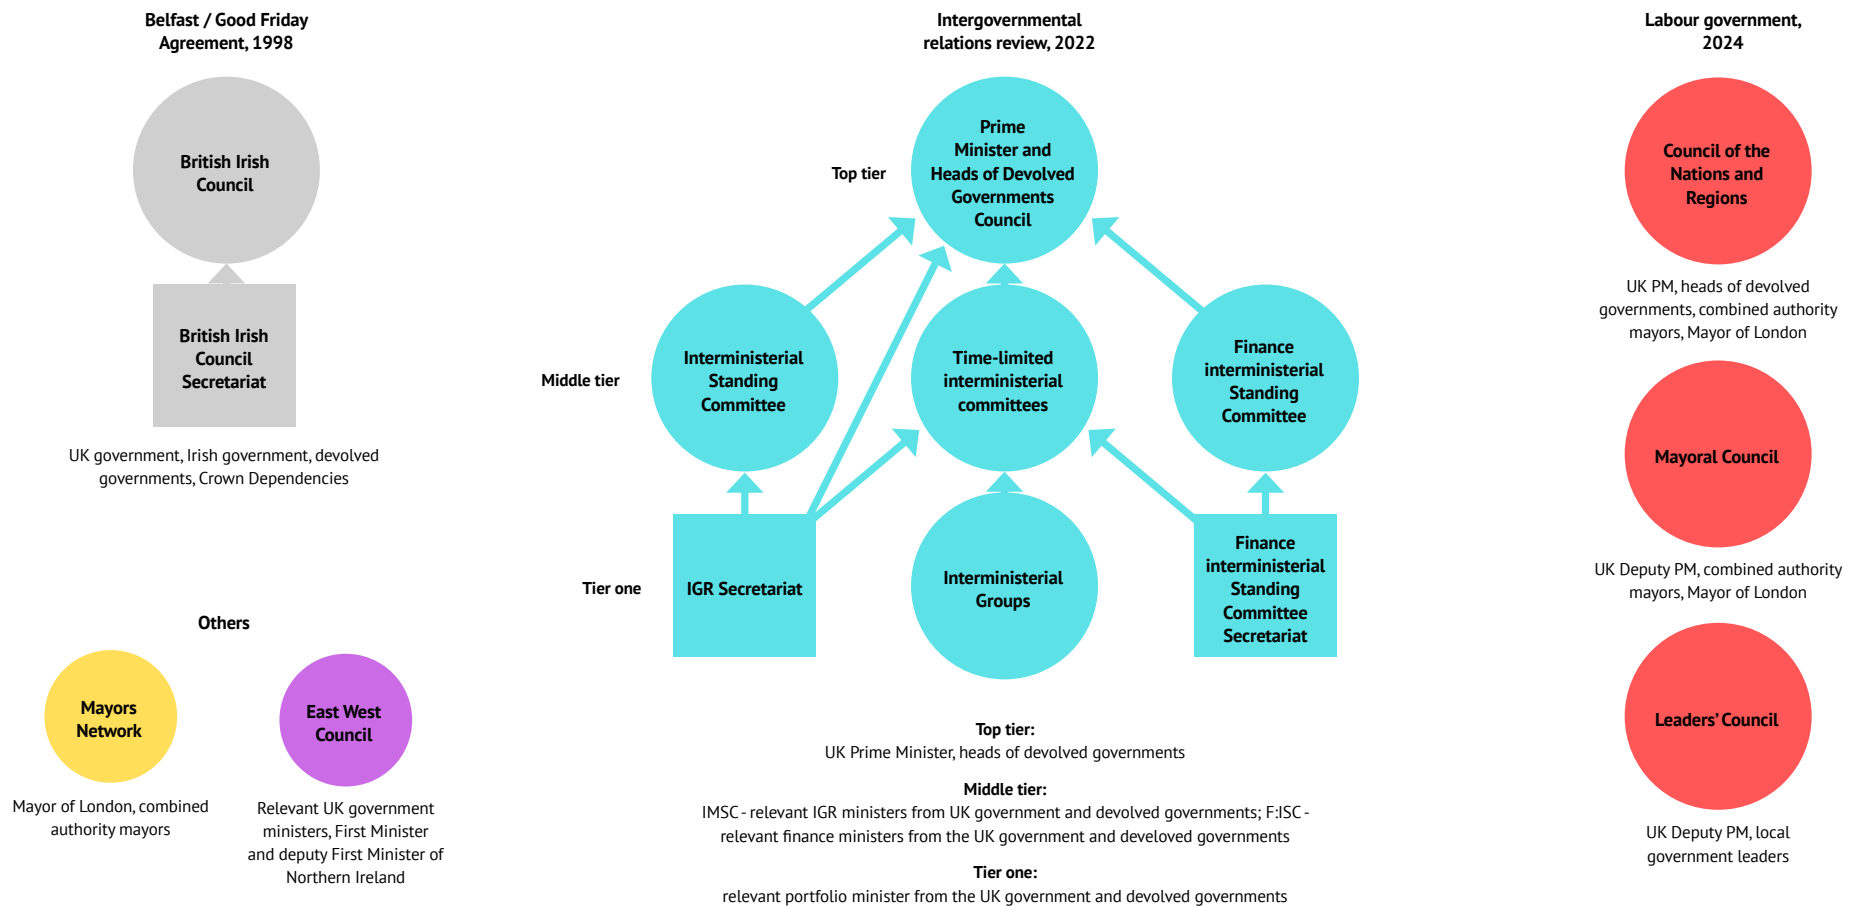 Belfast / Good Friday
Agreement, 1998
British Irish
Council
British Irish
Council
Secretariat
UK government, Irish government, devolved
governments, Crown Dependencies
Others
Mayors
Network
Mayor of London, combined
authority mayors
East West
Council
Relevant UK government
ministers, First Minister
and deputy First Minister of
Northern Ireland
Intergovernmental
relations review, 2022
Top tier
Prime
Minister and
Heads of Devolved
Governments
Council
Middle tier
Interministerial
Standing
Committee
Time-limited
interministerial
committees
Finance
interministerial
Standing
Committee
Tier one
IGR Secretariat
Interministerial
Groups
Finance
interministerial
Standing
Committee
Secretariat
Top tier:
UK Prime Minister, heads of devolved governments
Middle tier:
IMSC - relevant IGR ministers from UK government and devolved governments; F:ISC -
relevant finance ministers from the UK government and develoved governments
Tier one:
relevant portfolio minister from the UK government and devolved governments
Labour government,
2024
Council of the
Nations and
Regions
UK PM, heads of devolved
governments, combined authority
mayors, Mayor of London
Mayoral Council
UK Deputy PM, combined authority
mayors, Mayor of London
Leaders' Council
UK Deputy PM, local
government leaders